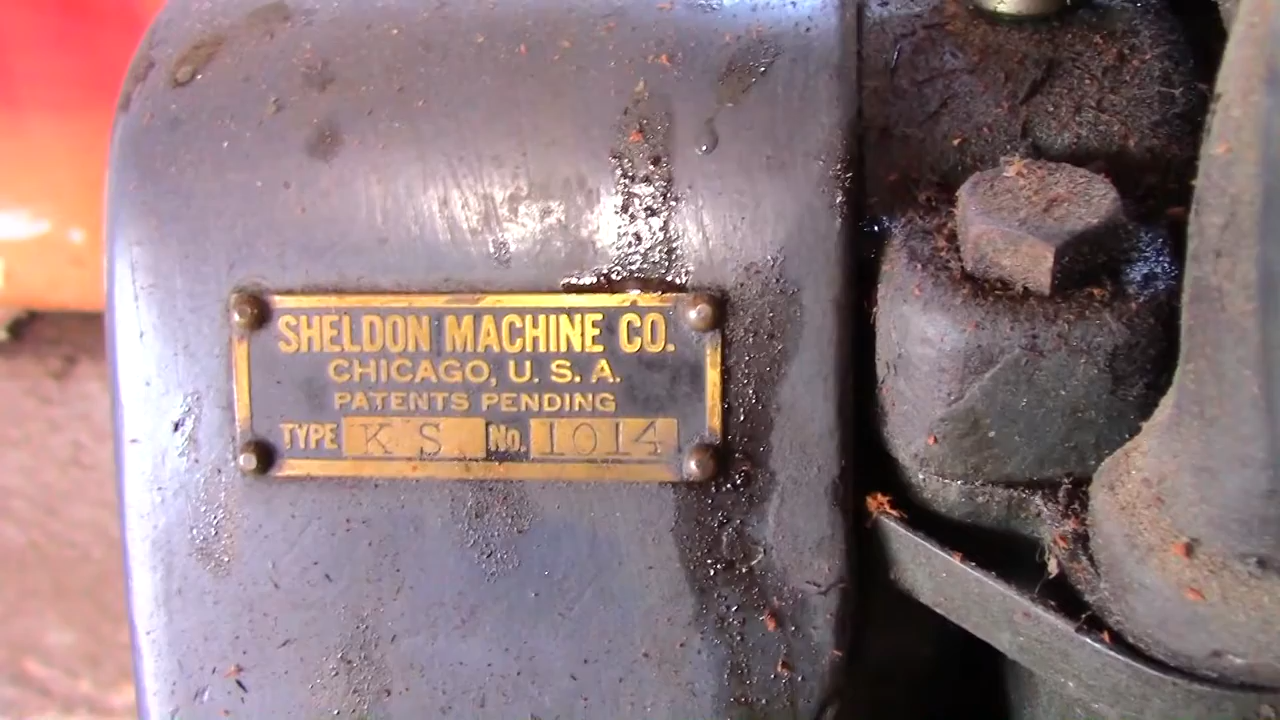 SHELDON MACHINE CO.
CHICAGO, U. S. A.
PATENTS PENDING
TYPE K S No. 1014